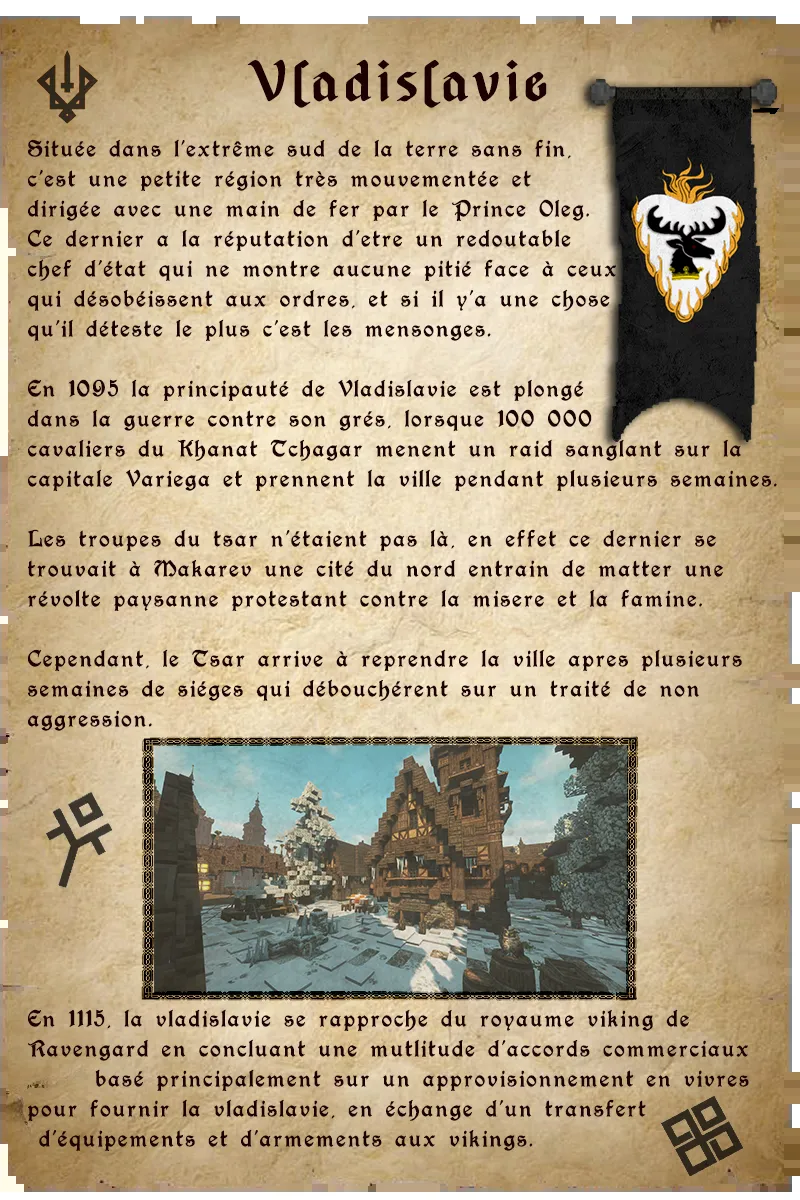 Vladislavie
Située dans l'extrême sud de la terre sans fin,
c'est une petite région très mouvementée et
dirigée avec une main de fer par le Prince Oleg.
Ce dernier a la réputation d'etre un redoutable
chef d'état qui ne montre aucune pitié face à ceux
qui désobéissent aux ordres, et si il y'a une chose
qu'il déteste le plus c'est les mensonges.
En 1095 la principauté de Vladislavie est plongé
dans la guerre contre son grés, lorsque 100 000
cavaliers du Khanat Tchagar menent un raid sanglant sur la
capitale Variega et prennent la ville pendant plusieurs semaines.
Les troupes du tsar n'étaient pas là, en effet ce dernier se
trouvait à Makarev une cité du nord entrain de matter une
révolte paysanne protestant contre la misere et la famine.
Cependant, le Tsar arrive à reprendre la ville apres plusieurs
semaines de siéges qui débouchérent sur un traité de non
aggression.
En 1115, la vladislavie se rapproche du royaume viking de
Ravengard en concluant une mutlitude d'accords commerciaux
basé principalement sur un approvisionnement en vivres
pour fournir la vladislavie, en échange d'un transfert
d'équipements et d'armements aux vikings.